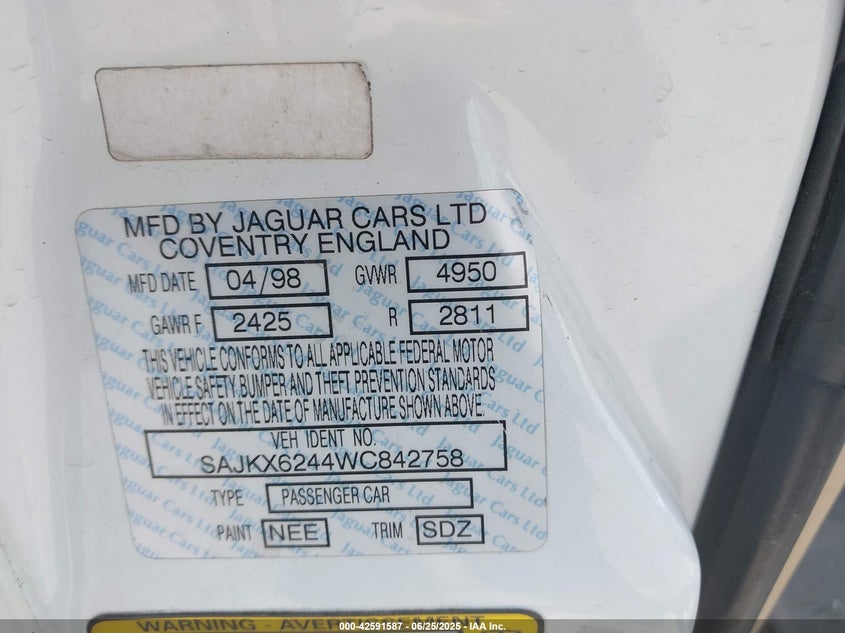 MFD BY JAGUAR CARS LTD
COVENTRY ENGLAND
MFD DATE 04/98 GVWR 4950
GAWR F 2425 R 2811
THIS VEHICLE CONFORMS TO ALL APPLICABLE FEDERAL MOTOR
VEHICLE SAFETY BUMPER AND THEFT PREVENTION STANDARDS
IN EFFECT ON THE DATE OF MANUFACTURE SHOWN ABOVE.
VEH IDENT NO.
SAJKX6244WC842758
TYPE PASSENGER CAR
PAINT NEE TRIM SDZ
WARNING - AVERTISSEMENT
000-42591587 - 06/25/2025 - IAA Inc.